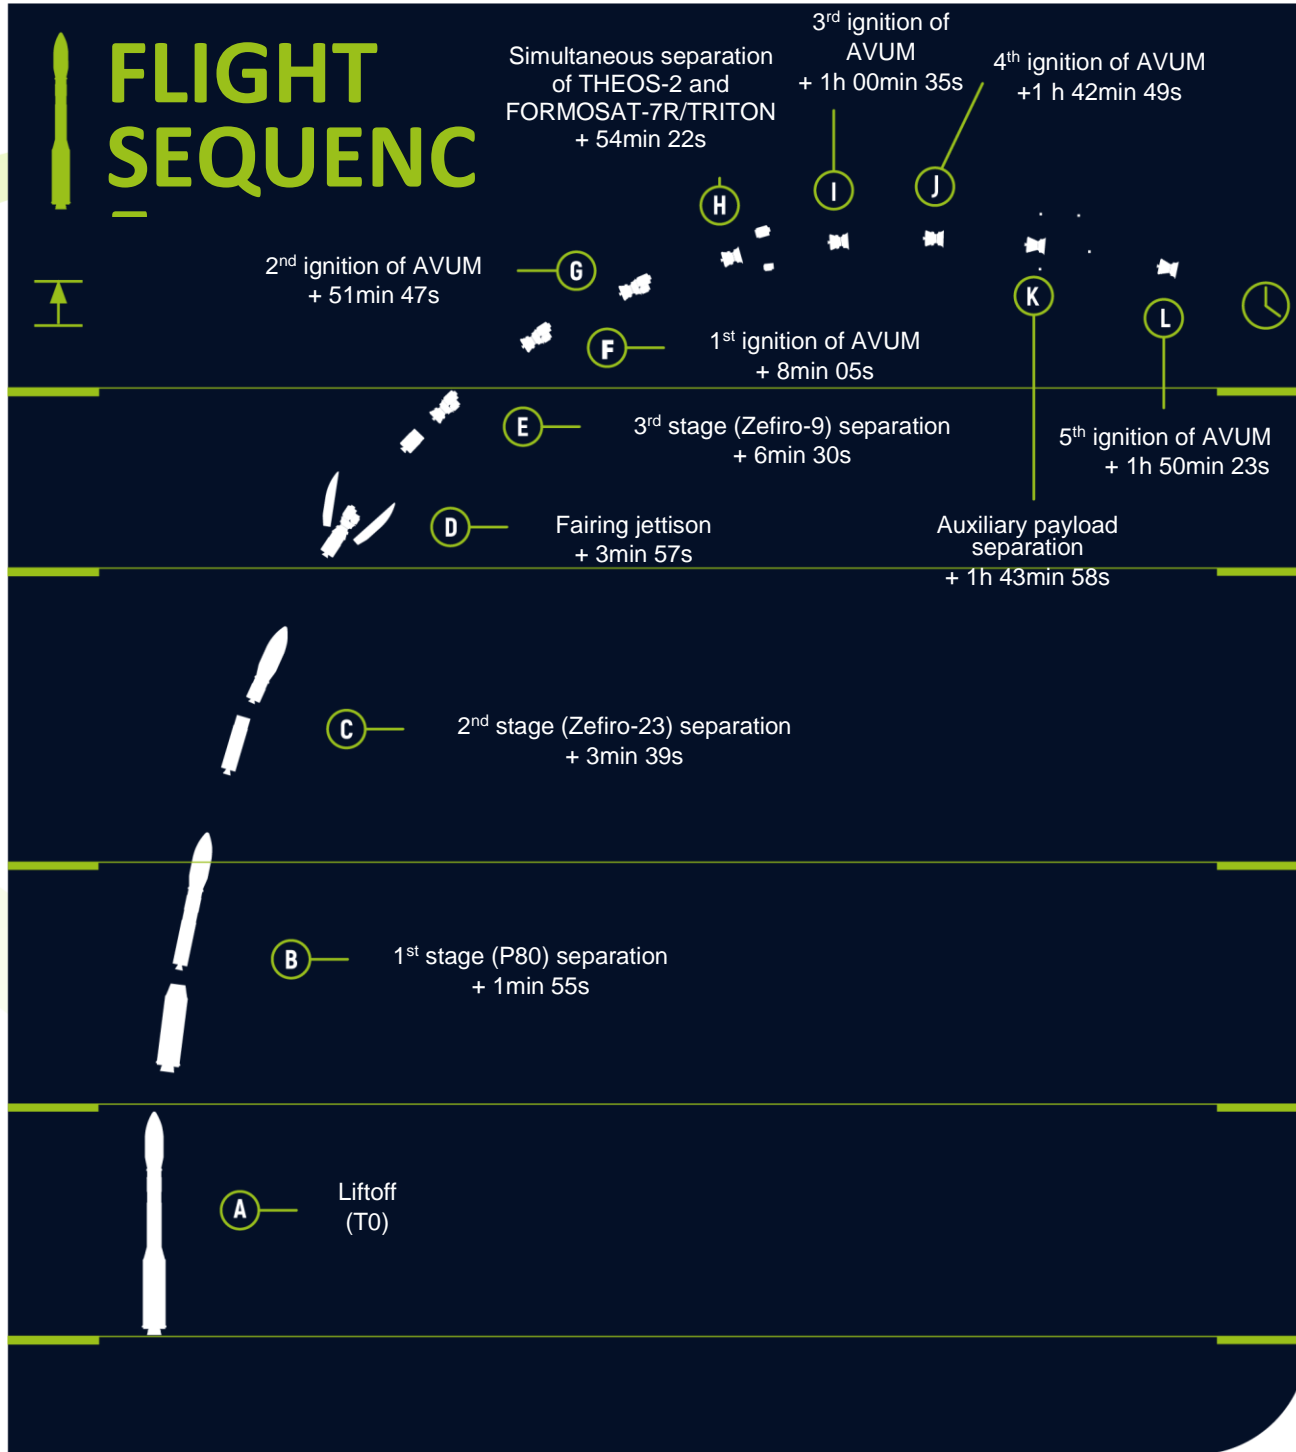 FLIGHT
SEQUENC
Simultaneous separation
of THEOS-2 and
FORMOSAT-7R/TRITON
+ 54min 22s
3rd ignition of
AVUM
+ 1h 00min 35s
4th ignition of AVUM
+1 h 42min 49s
H
I
J
2nd ignition of AVUM
+ 51min 47s
G
K
L
F
1st ignition of AVUM
+ 8min 05s
E
3rd stage (Zefiro-9) separation
+ 6min 30s
5th ignition of AVUM
+ 1h 50min 23s
D
Fairing jettison
+ 3min 57s
Auxiliary payload
separation
+ 1h 43min 58s
C
2nd stage (Zefiro-23) separation
+ 3min 39s
B
1st stage (P80) separation
+ 1min 55s
A
Liftoff
(T0)